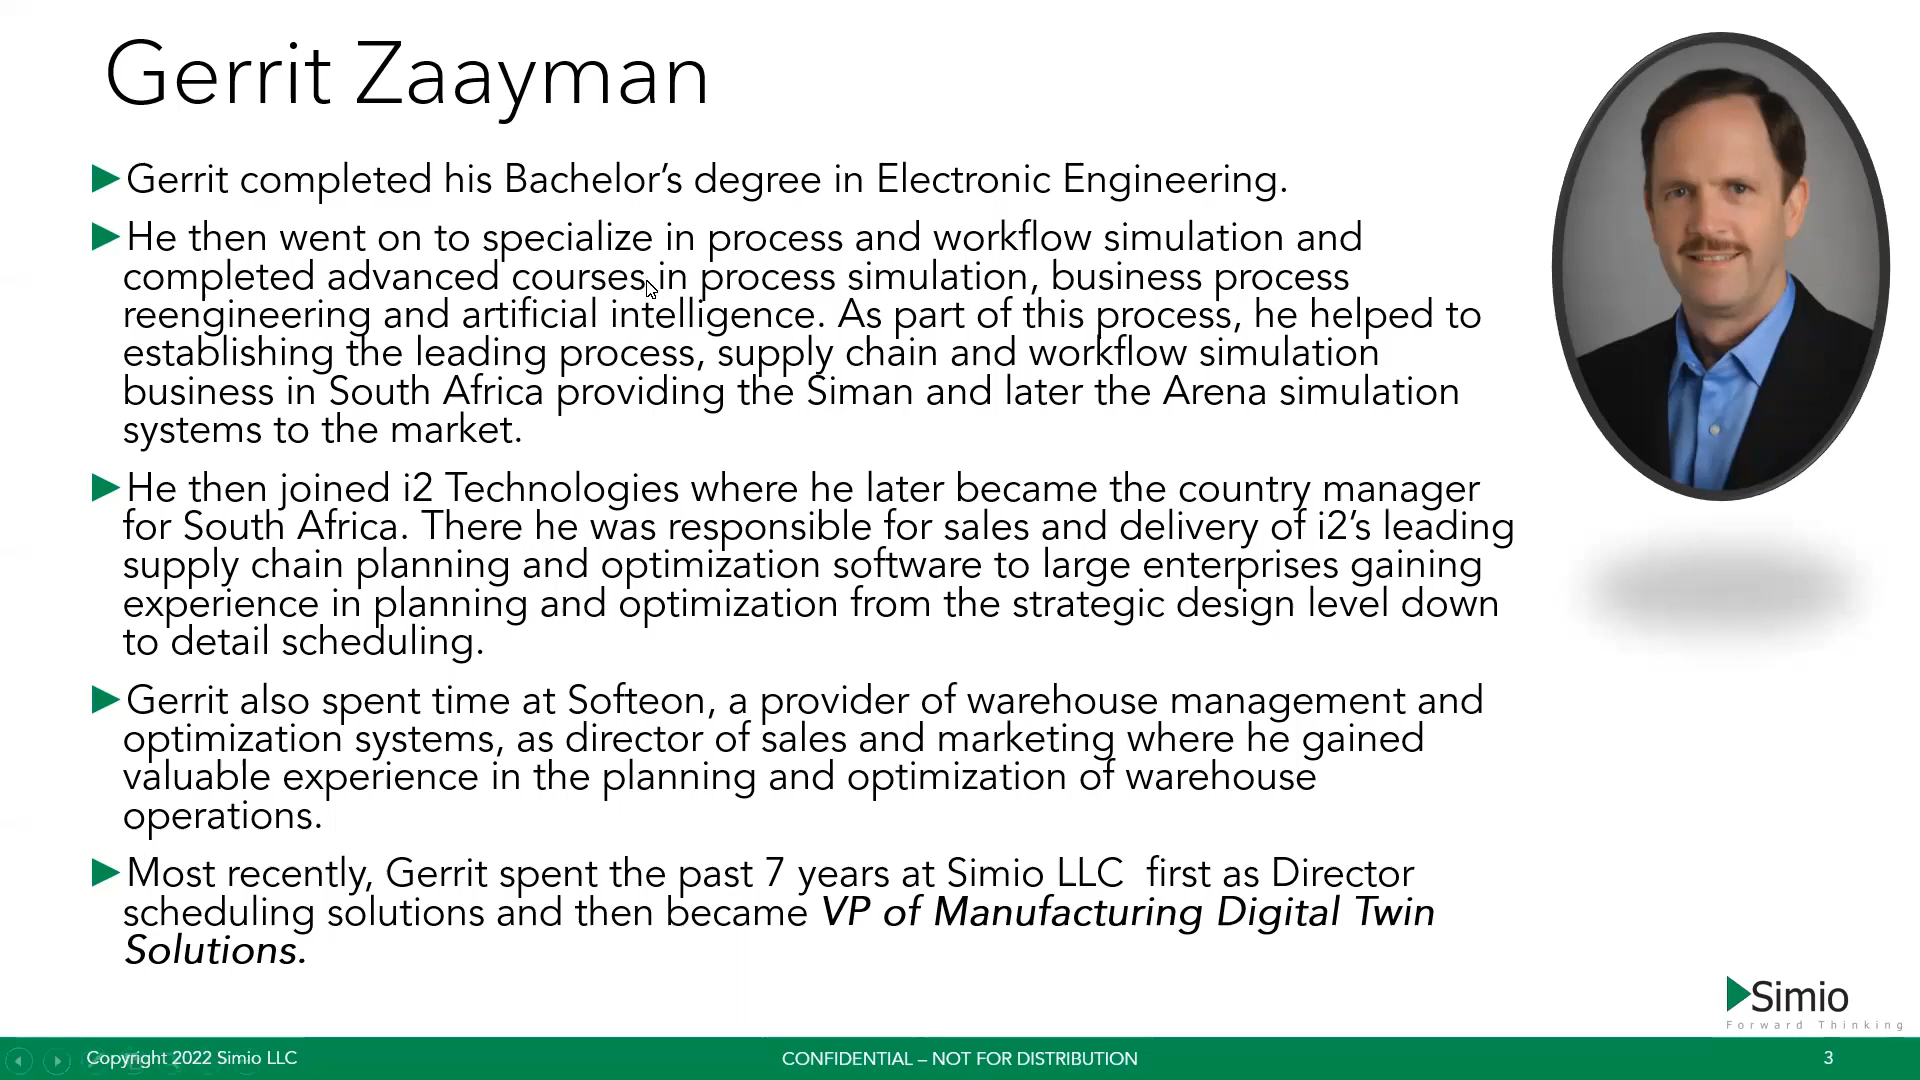 Gerrit Zaayman
Gerrit completed his Bachelor’s degree in Electronic Engineering.
He then went on to specialize in process and workflow simulation and
completed advanced courses in process simulation, business process
reengineering and artificial intelligence. As part of this process, he helped to
establishing the leading process, supply chain and workflow simulation
business in South Africa providing the Siman and later the Arena simulation
systems to the market.
He then joined i2 Technologies where he later became the country manager
for South Africa. There he was responsible for sales and delivery of i2’s leading
supply chain planning and optimization software to large enterprises gaining
experience in planning and optimization from the strategic design level down
to detail scheduling.
Gerrit also spent time at Softeon, a provider of warehouse management and
optimization systems, as director of sales and marketing where he gained
valuable experience in the planning and optimization of warehouse
operations.
Most recently, Gerrit spent the past 7 years at Simio LLC  first as Director
scheduling solutions and then became VP of Manufacturing Digital Twin
Solutions.
Simio
Forward Thinking
Copyright 2022 Simio LLC
CONFIDENTIAL – NOT FOR DISTRIBUTION
3